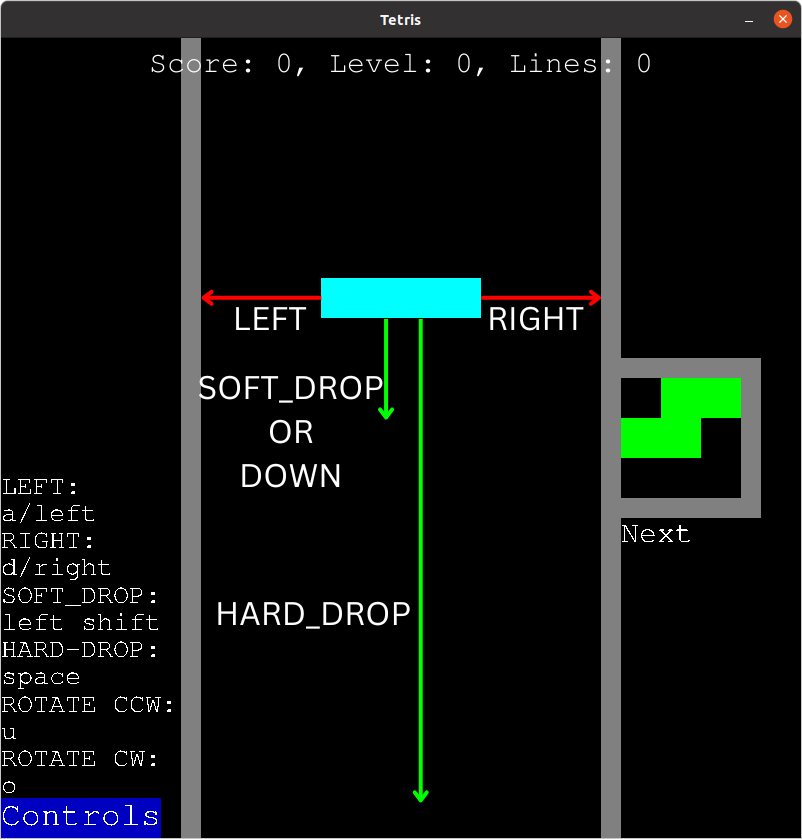 Tetris
Score: 0, Level: 0, Lines: 0
LEFT
RIGHT
SOFT_DROP
OR
DOWN
HARD_DROP
Next
LEFT:
a/left
RIGHT:
d/right
SOFT_DROP:
left shift
HARD-DROP:
space
ROTATE CCW:
u
ROTATE CW:
o
Controls